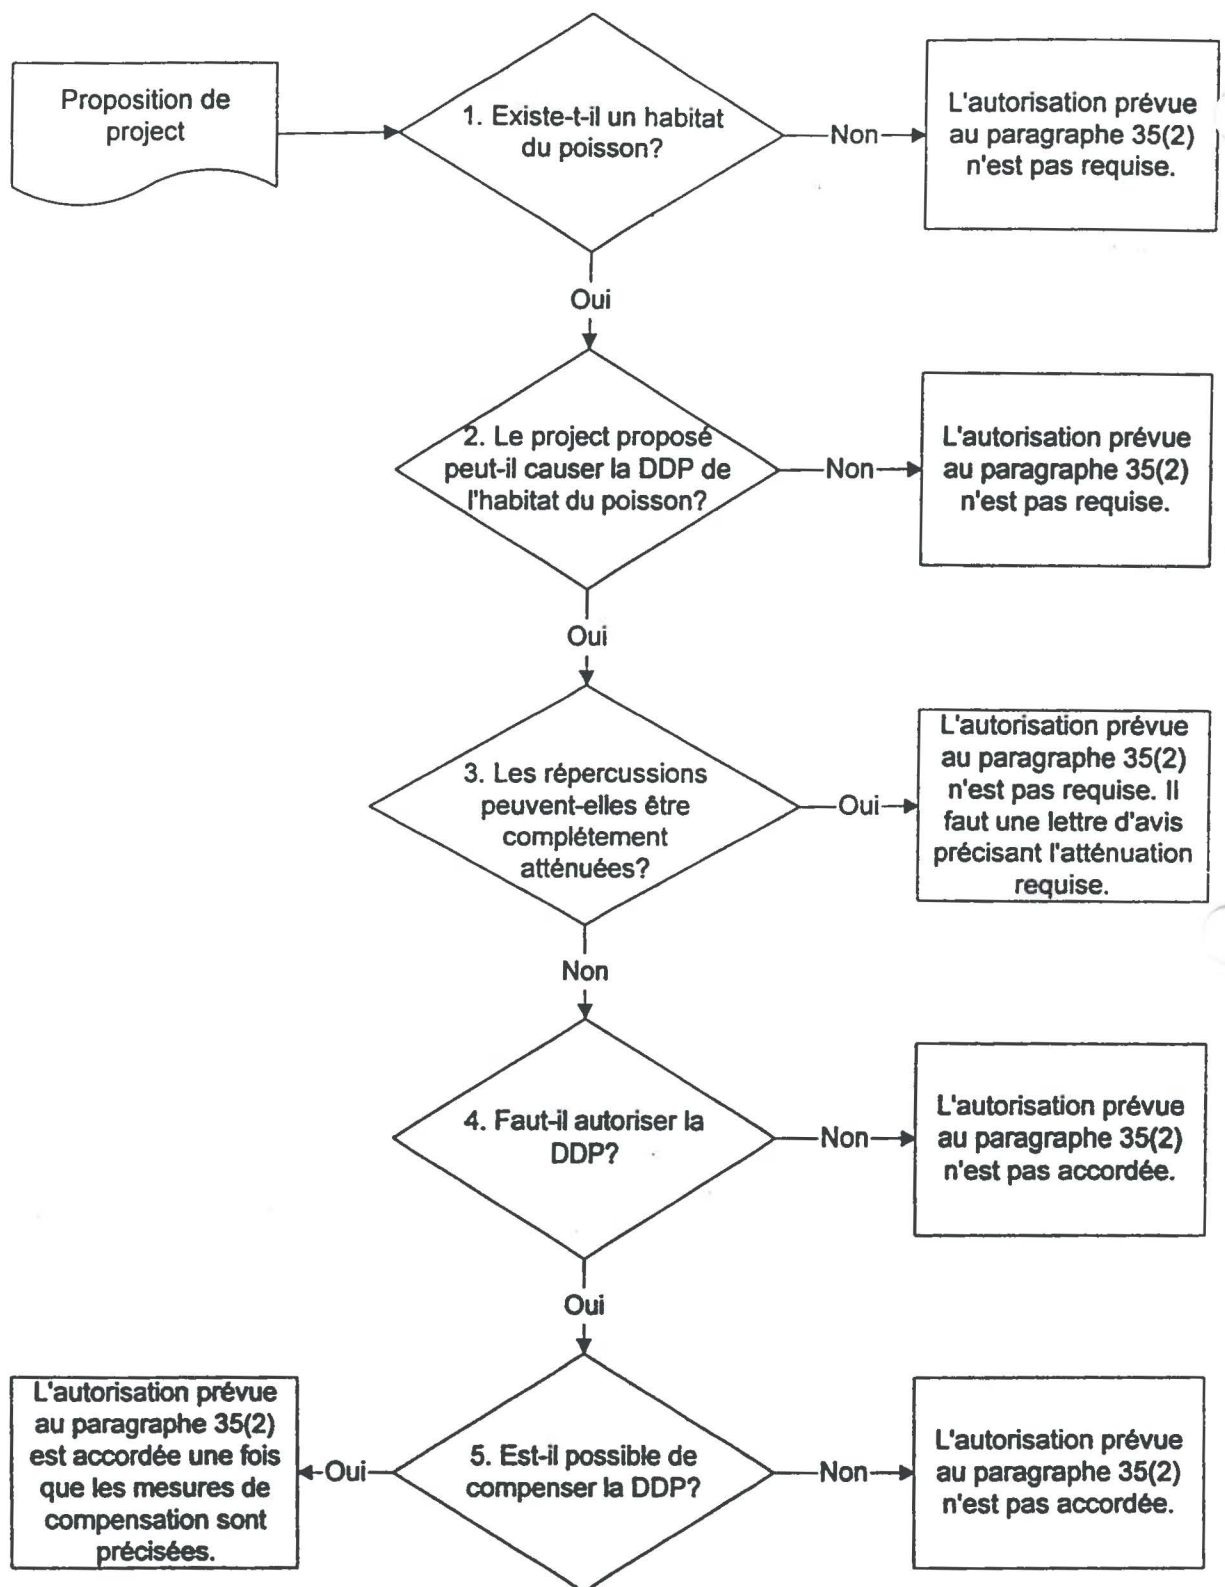 Proposition de
project
1. Existe-t-il un habitat
du poisson?
Non
L'autorisation prévue
au paragraphe 35(2)
n'est pas requise.
Oui
2. Le project proposé
peut-il causer la DDP de
l'habitat du poisson?
Non
L'autorisation prévue
au paragraphe 35(2)
n'est pas requise.
Oui
3. Les répercussions
peuvent-elles être
complétement
atténuées?
Oui
L'autorisation prévue
au paragraphe 35(2)
n'est pas requise. Il
faut une lettre d'avis
précisant l'atténuation
requise.
Non
4. Faut-il autoriser la
DDP?
Non
L'autorisation prévue
au paragraphe 35(2)
n'est pas accordée.
Oui
L'autorisation prévue
au paragraphe 35(2)
est accordée une fois
que les mesures de
compensation sont
précisées.
Oui
5. Est-il possible de
compenser la DDP?
Non
L'autorisation prévue
au paragraphe 35(2)
n'est pas accordée.